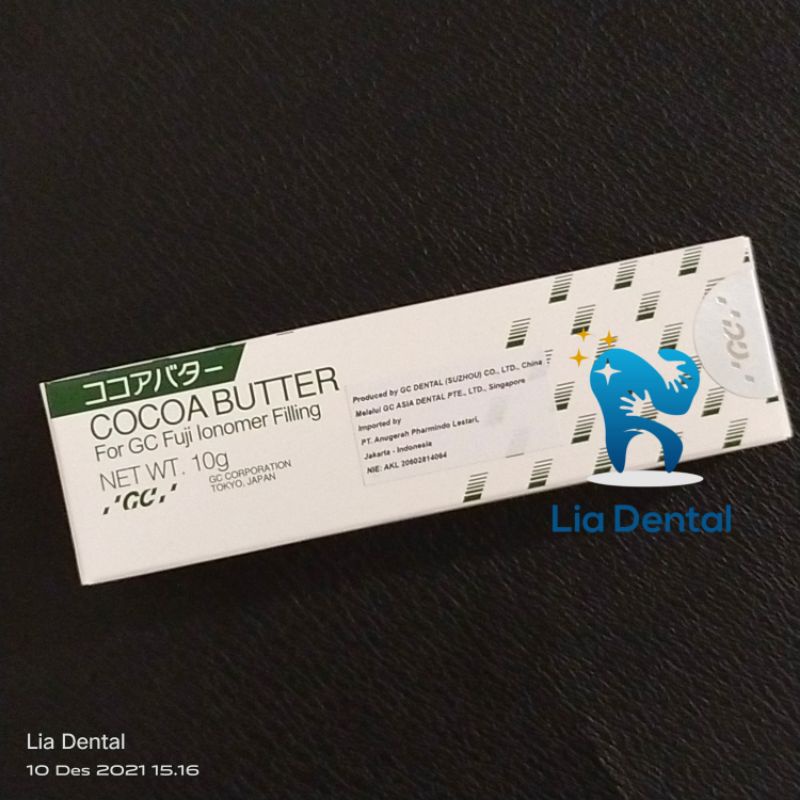 ココアバター
COCOA BUTTER
For GC Fuji Ionomer Filling
NET WT. 10g
GC
GC CORPORATION
TOKYO, JAPAN
Produced by GC DENTAL (SUZHOU) CO., LTD., China
Melalui GC ASIA DENTAL PTE., LTD., Singapore
Imported by
PT. Anugerah Pharmindo Lestari,
Jakarta - Indonesia
NIE: AKL 20602814064
GC
Lia Dental
Lia Dental
10 Des 2021 15.16